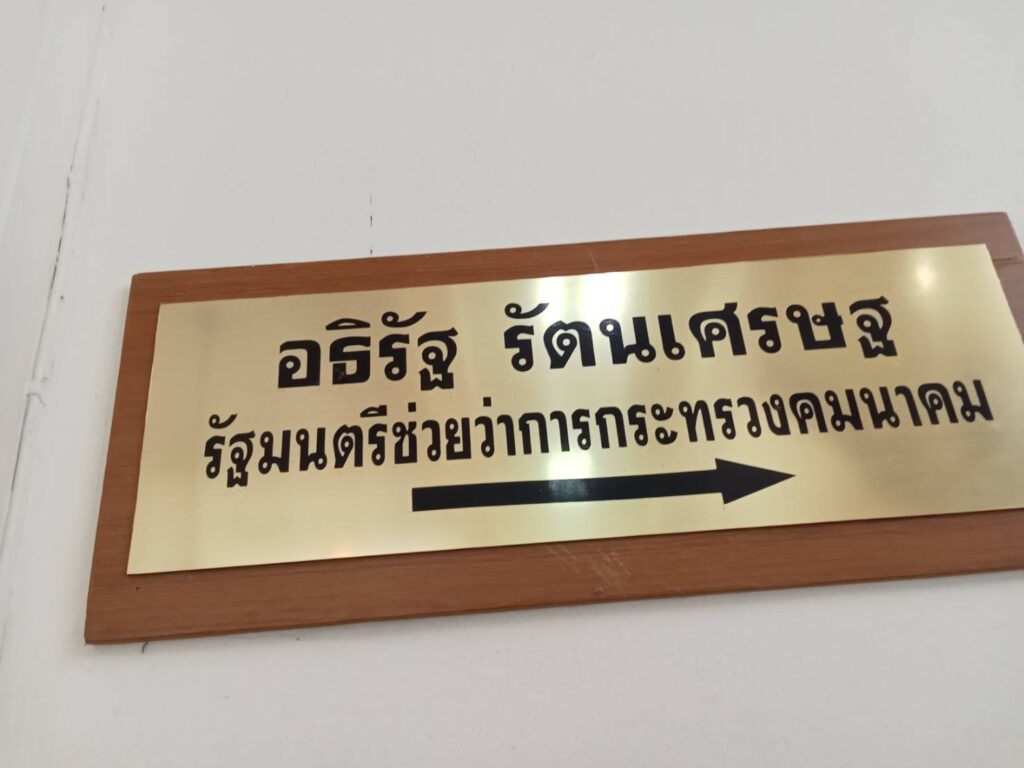 อธิรัฐ รัตนเศรษฐ
รัฐมนตรีช่วยว่าการกระทรวงคมนาคม